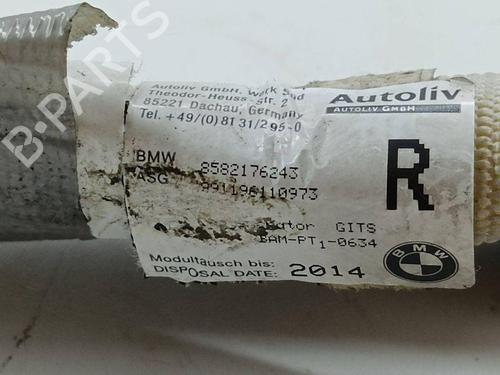 B-PARTS
Autoliv GmbH, Werk Süd
Theodor-Heuss-Str. 2
85221 Dachau, Germany
Tel. +49/(0)8131/295-0
Autoliv
AUTOLIV GMBH
BMW 8582176243
ASG 991196110973
R
GITS
BAM-PT1-0634
Modultausch bis:
DISPOSAL DATE: 2014
BMW